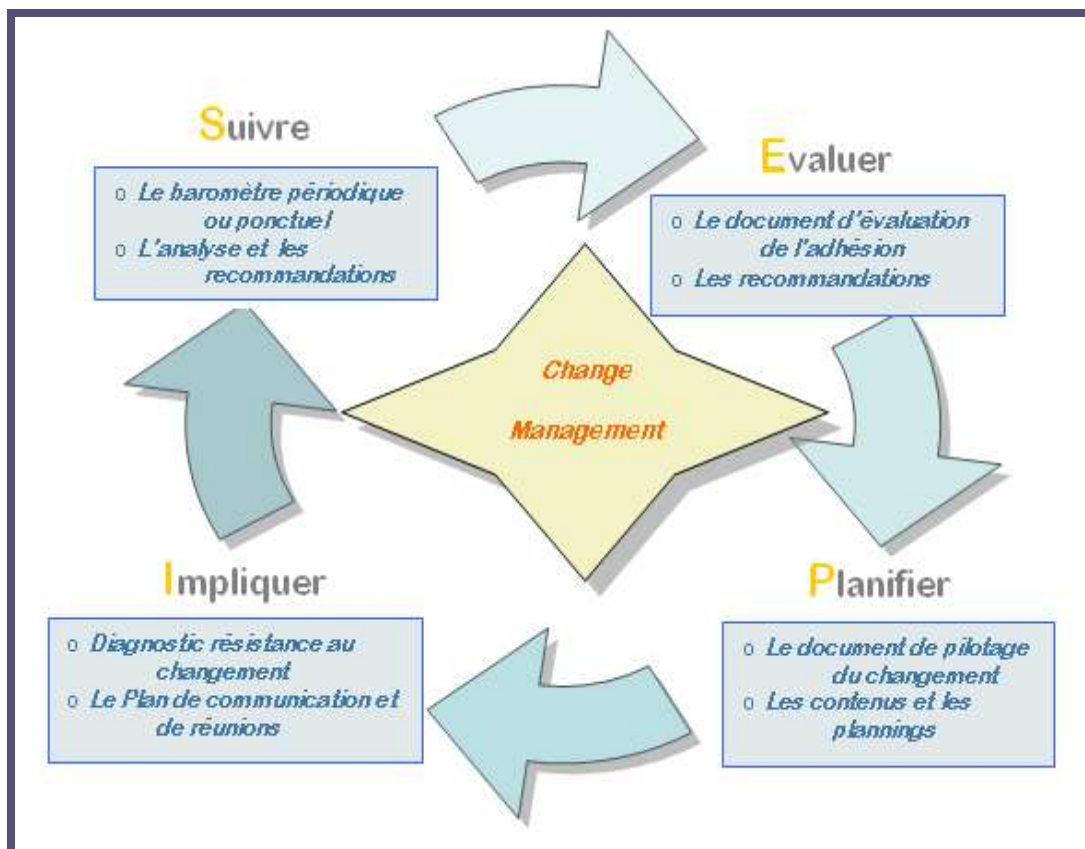 Suivre
o Le baromètre périodique
ou ponctuel
o L'analyse et les
recommandations
Evaluer
o Le document d'évaluation
de l'adhésion
o Les recommandations
Change
Management
Impliquer
o Diagnostic résistance au
changement
o Le Plan de communication et
de réunions
Planifier
o Le document de pilotage
du changement
o Les contenus et les
plannings